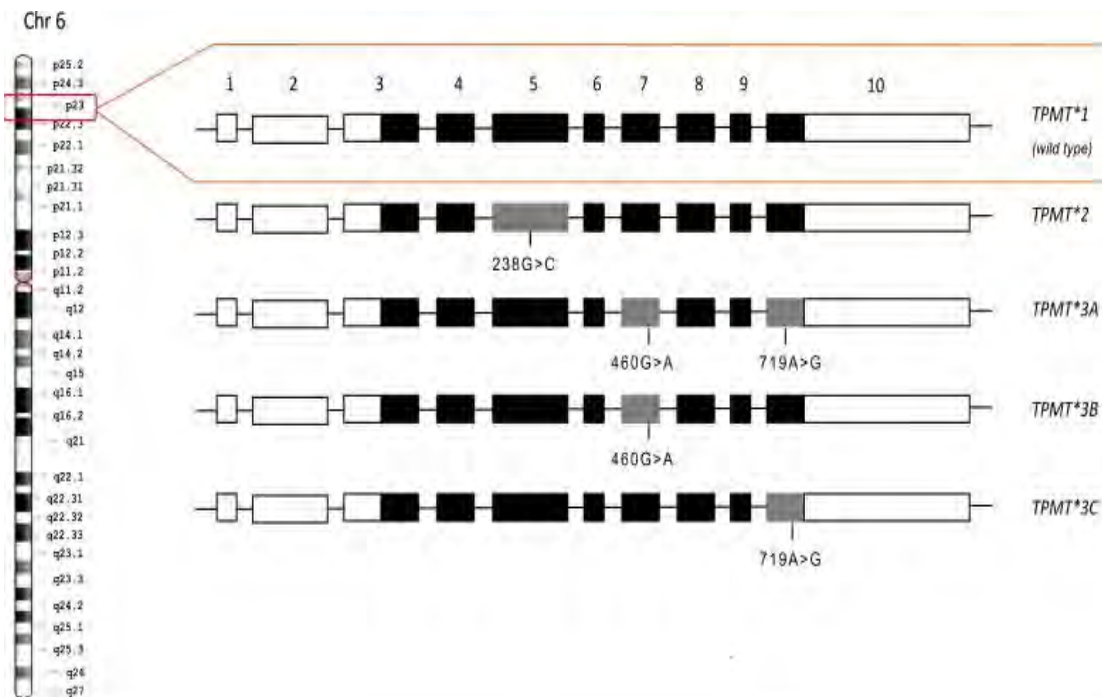 Chr 6
p25.2
p24.3
p23
p22.3
p22.1
p21.32
p21.31
p21.1
p12.3
p12.2
p11.2
q11.2
q12
q14.1
q14.2
q15
q16.1
q16.2
q21
q22.1
q22.31
q22.32
q22.33
q23.1
q23.3
q24.2
q25.1
q25.3
q26
q27
1 2 3 4 5 6 7 8 9 10
TPMT*1
(wild type)
TPMT*2
238G>C
TPMT*3A
460G>A 719A>G
TPMT*3B
460G>A
TPMT*3C
719A>G